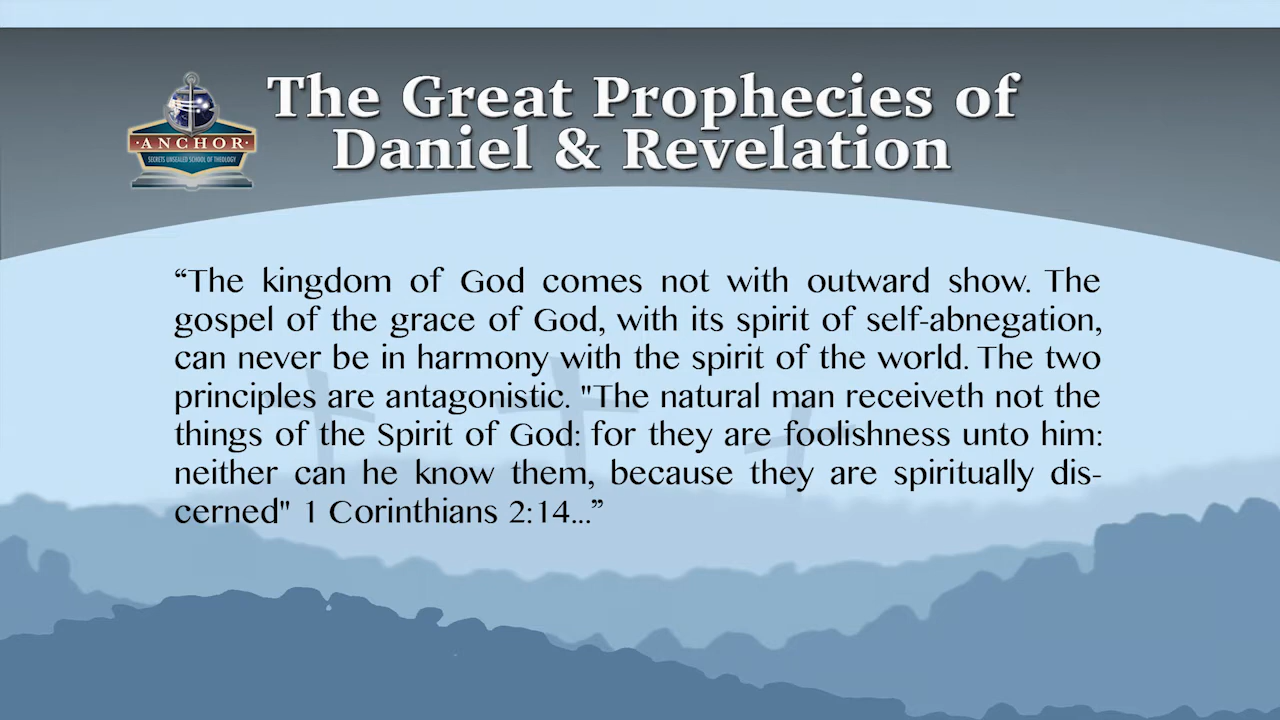 The Great Prophecies of
Daniel & Revelation
·ANCHOR·
SECRETS UNSEALED SCHOOL OF THEOLOGY
“The kingdom of God comes not with outward show. The
gospel of the grace of God, with its spirit of self-abnegation,
can never be in harmony with the spirit of the world. The two
principles are antagonistic. "The natural man receiveth not the
things of the Spirit of God: for they are foolishness unto him:
neither can he know them, because they are spiritually dis-
cerned" 1 Corinthians 2:14...”